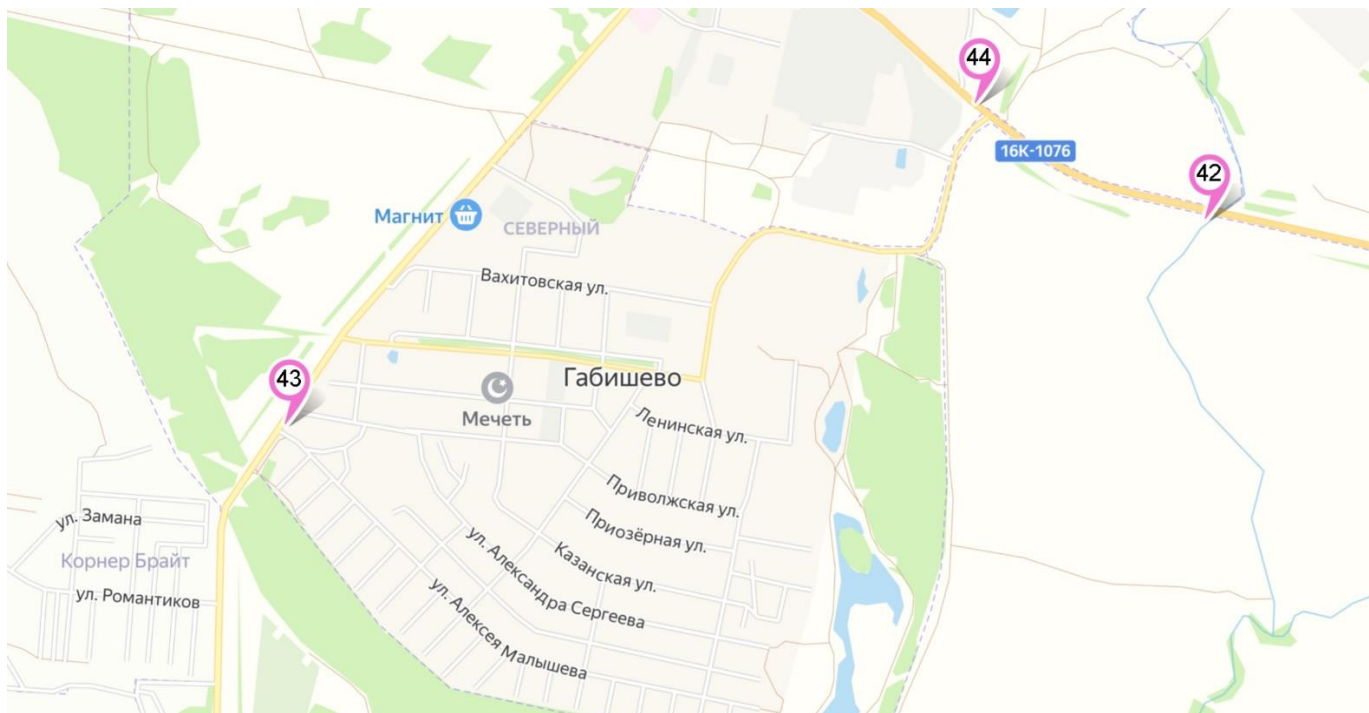 44
16К-1076
42
Магнит
СЕВЕРНЫЙ
Вахитовская ул.
43
Мечеть
Габишево
Ленинская ул.
Приволжская ул.
Приозёрная ул.
Казанская ул.
ул. Александра Сергеева
ул. Алексея Малышева
ул. Замана
Корнер Брайт
ул. Романтиков